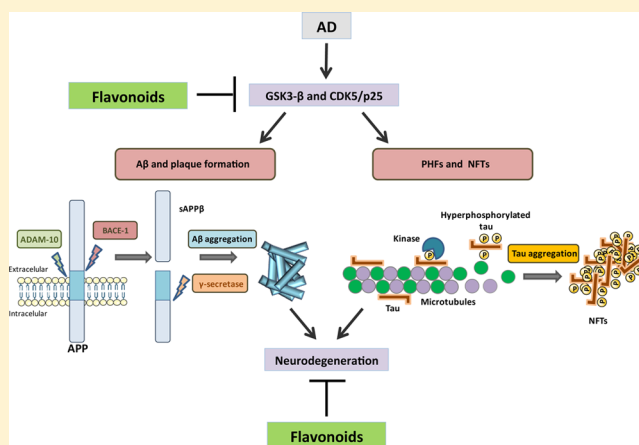 AD
Flavonoids
GSK3-β and CDK5/p25
Aβ and plaque formation
PHFs and NFTs
sAPPβ
ADAM-10
BACE-1
Aβ aggregation
γ-secretase
Extracelular
Intracelular
APP
Hyperphosphorylated
tau
Kinase
P
P
P
P
P
Tau aggregation
Microtubules
Tau
NFTs
Neurodegeneration
Flavonoids